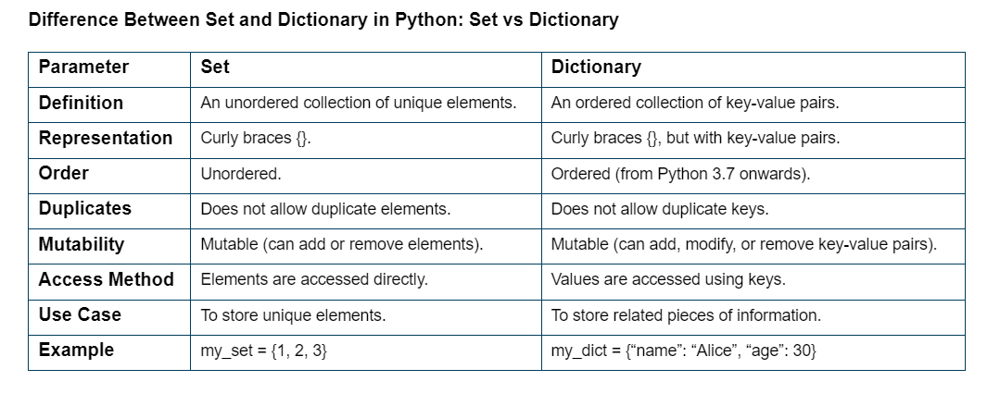 Difference Between Set and Dictionary in Python: Set vs Dictionary
Parameter Set Dictionary
Definition An unordered collection of unique elements. An ordered collection of key-value pairs.
Representation Curly braces {}. Curly braces {}, but with key-value pairs.
Order Unordered. Ordered (from Python 3.7 onwards).
Duplicates Does not allow duplicate elements. Does not allow duplicate keys.
Mutability Mutable (can add or remove elements). Mutable (can add, modify, or remove key-value pairs).
Access Method Elements are accessed directly. Values are accessed using keys.
Use Case To store unique elements. To store related pieces of information.
Example my_set = {1, 2, 3} my_dict = {“name”: “Alice”, “age”: 30}